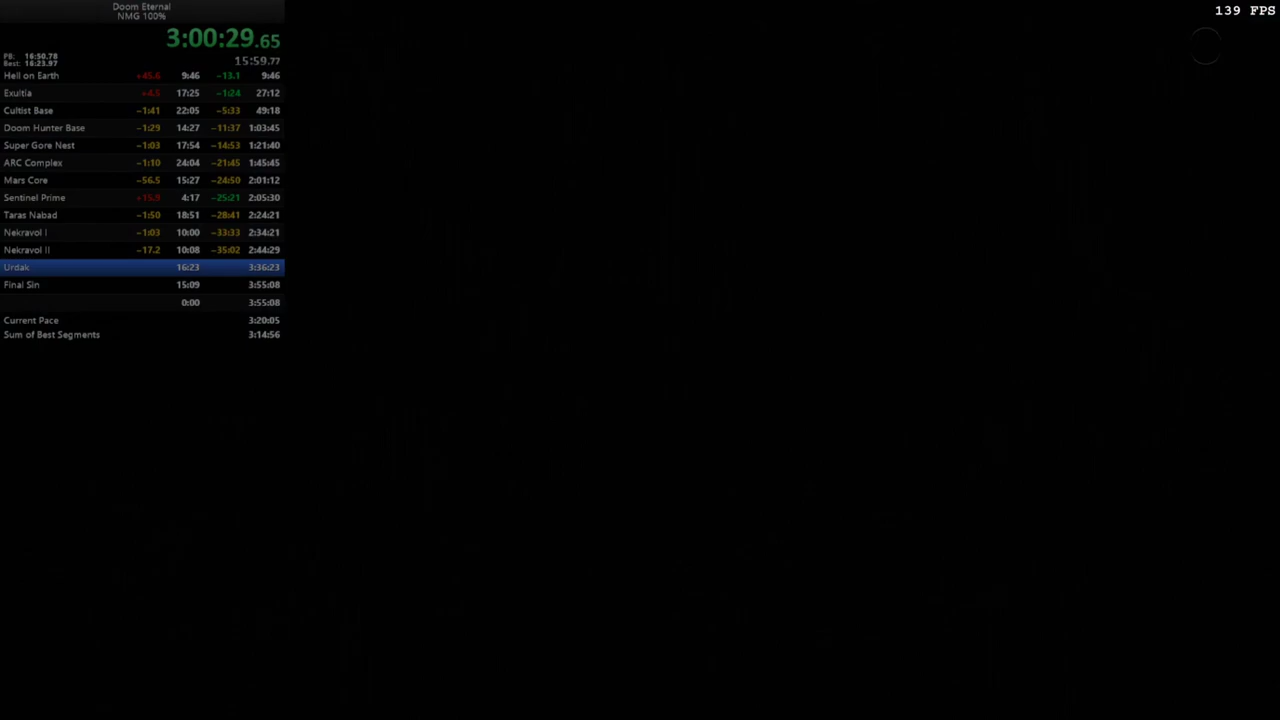 Doom Eternal
NMG 100%
139 FPS
3:00:29.65
PB: 16:50.78 15:59.77
Best: 16:23.97
Hell on Earth +45.6 9:46 −13.1 9:46
Exultia +4.5 17:25 −1:24 27:12
Cultist Base −1:41 22:05 −5:33 49:18
Doom Hunter Base −1:29 14:27 −11:37 1:03:45
Super Gore Nest −1:03 17:54 −14:53 1:21:40
ARC Complex −1:10 24:04 −21:45 1:45:45
Mars Core −56.5 15:27 −24:50 2:01:12
Sentinel Prime +15.9 4:17 −25:21 2:05:30
Taras Nabad −1:50 18:51 −28:41 2:24:21
Nekravol I −1:03 10:00 −33:33 2:34:21
Nekravol II −17.2 10:08 −35:02 2:44:29
Urdak 16:23 3:36:23
Final Sin 15:09 3:55:08
0:00 3:55:08
Current Pace 3:20:05
Sum of Best Segments 3:14:56